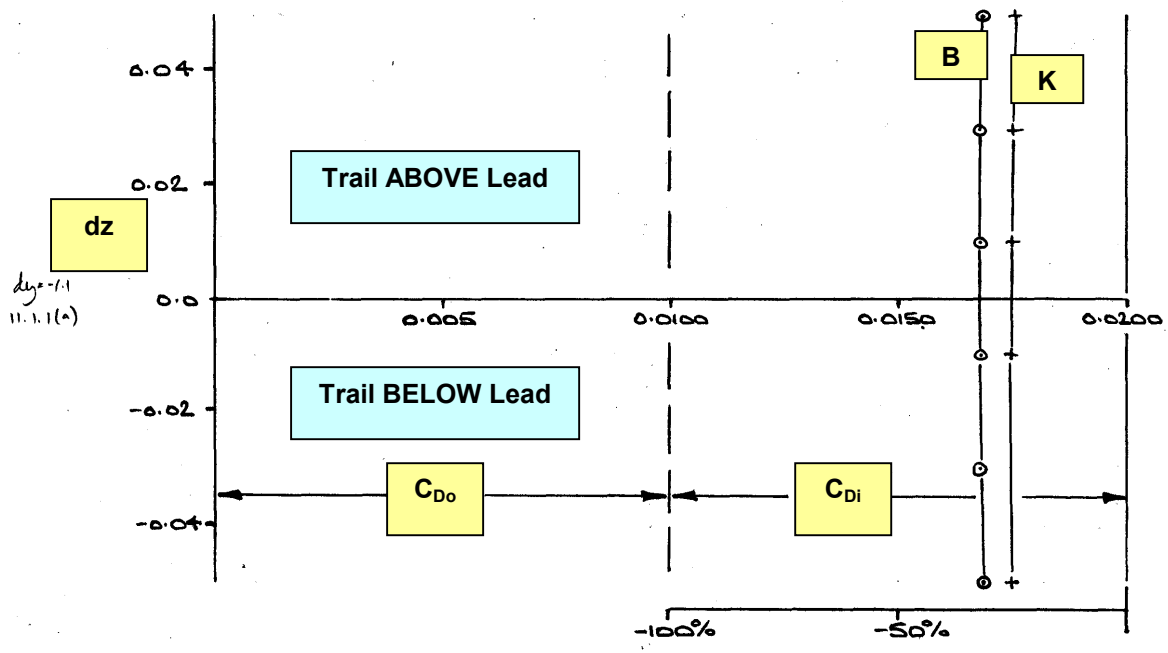 B
K
0.04
Trail ABOVE Lead
0.02
dz
dy=-1.1
11.1.1(a)
0.0
0.005
0.0100
0.0150
0.0200
Trail BELOW Lead
-0.02
CDo
CDi
-0.04
-100%
-50%